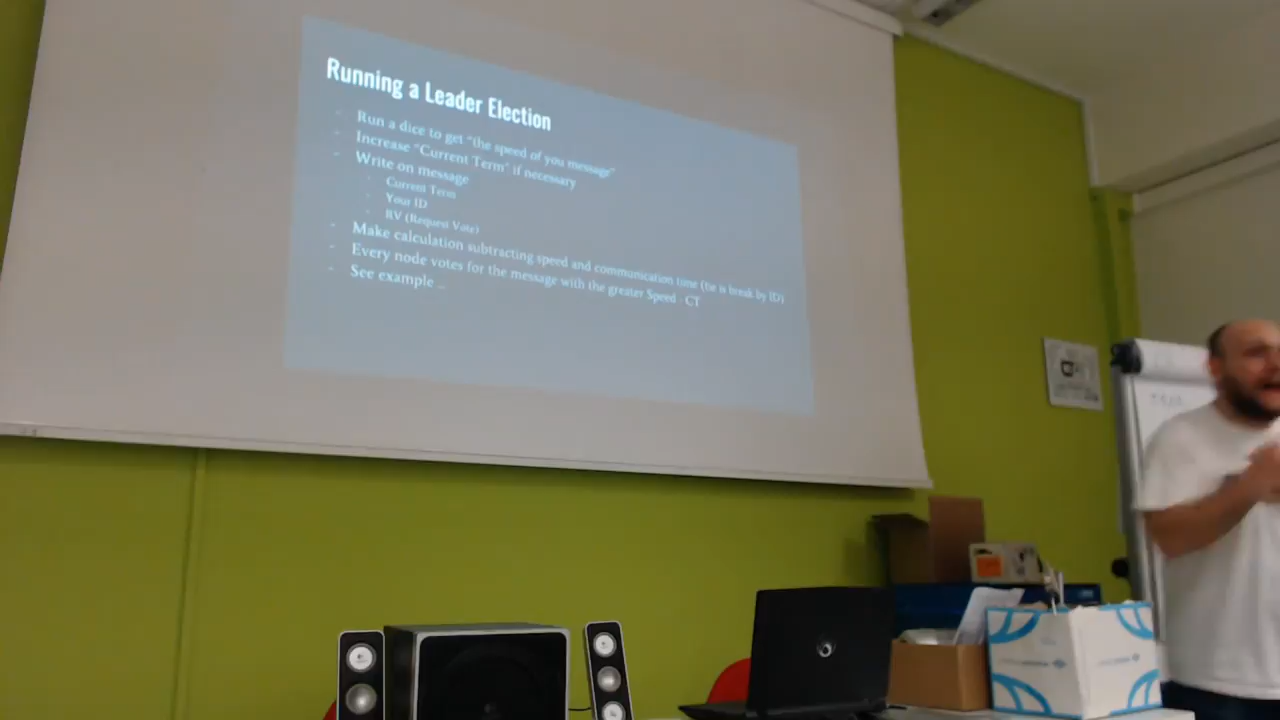 Running a Leader Election
- Run a dice to get "the speed of you message"
- Increase "Current Term" if necessary
- Write on message
- Current Term
- Your ID
- RV (Request Vote)
- Make calculation subtracting speed and communication time (tie is break by ID)
- Every node votes for the message with the greater Speed - CT
- See example ..